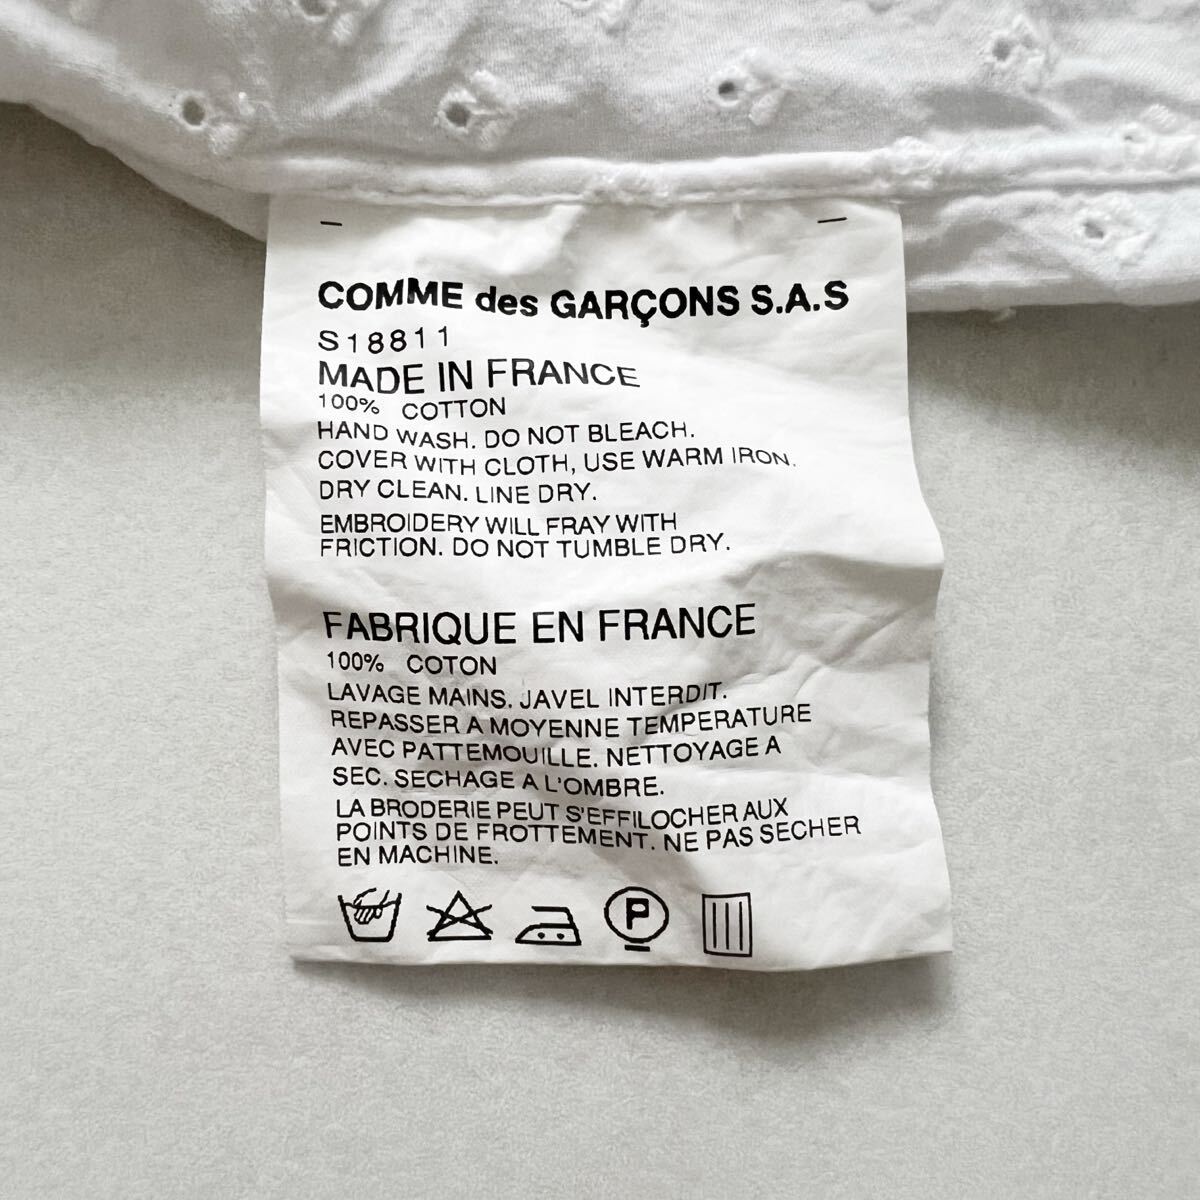 COMME des GARÇONS S.A.S
S18811
MADE IN FRANCE
100% COTTON
HAND WASH. DO NOT BLEACH.
COVER WITH CLOTH, USE WARM IRON.
DRY CLEAN. LINE DRY.
EMBROIDERY WILL FRAY WITH
FRICTION. DO NOT TUMBLE DRY.
FABRIQUE EN FRANCE
100% COTON
LAVAGE MAINS. JAVEL INTERDIT.
REPASSER A MOYENNE TEMPERATURE
AVEC PATTEMOUILLE. NETTOYAGE A
SEC. SECHAGE A L'OMBRE.
LA BRODERIE PEUT S'EFFILOCHER AUX
POINTS DE FROTTEMENT. NE PAS SECHER
EN MACHINE.
P